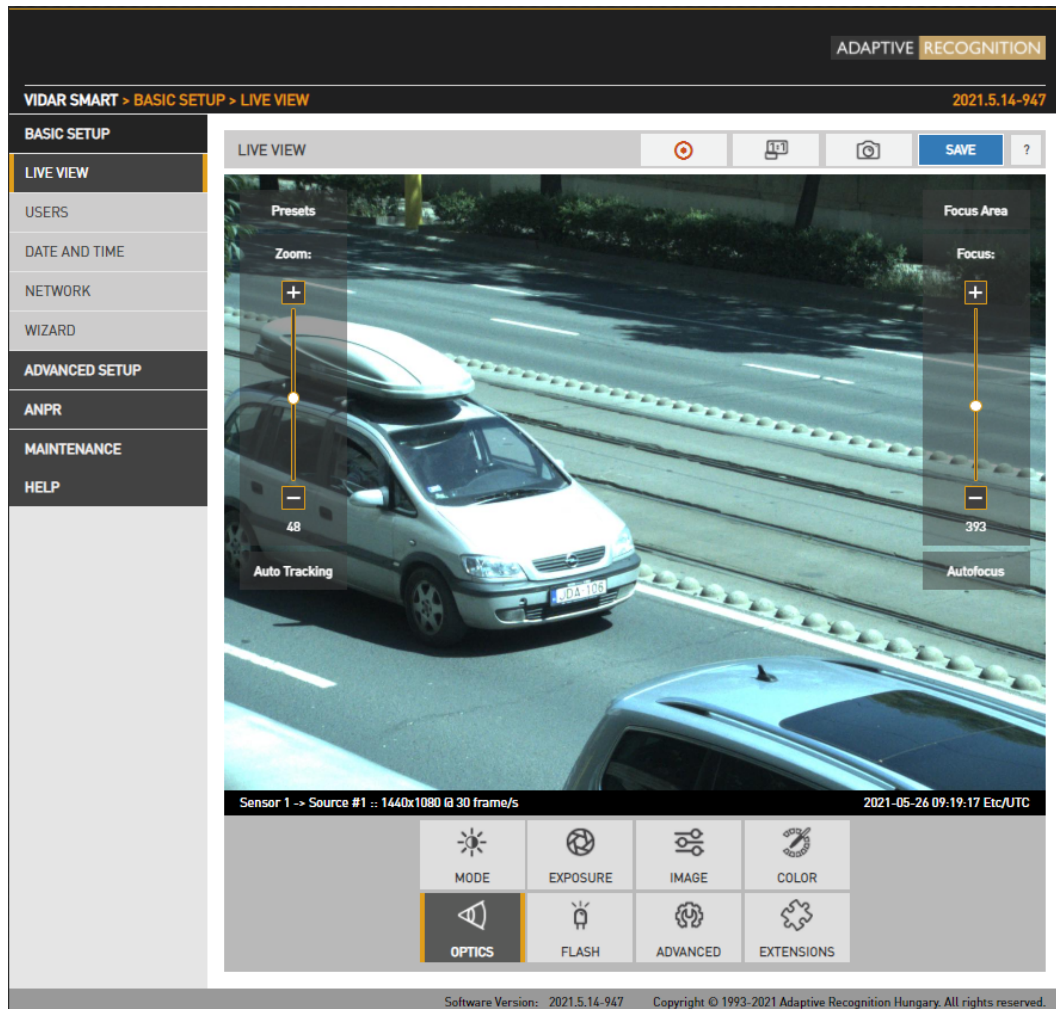 ADAPTIVE RECOGNITION
VIDAR SMART > BASIC SETUP > LIVE VIEW
2021.5.14-947
BASIC SETUP
LIVE VIEW
USERS
DATE AND TIME
NETWORK
WIZARD
ADVANCED SETUP
ANPR
MAINTENANCE
HELP
LIVE VIEW
1:1
SAVE
?
Presets
Zoom:
+
−
48
Auto Tracking
Focus Area
Focus:
+
−
393
Autofocus
JDA-106
Sensor 1 -> Source #1 :: 1440x1080 @ 30 frame/s
2021-05-26 09:19:17 Etc/UTC
MODE
EXPOSURE
IMAGE
COLOR
OPTICS
FLASH
ADVANCED
EXTENSIONS
Software Version: 2021.5.14-947
Copyright © 1993-2021 Adaptive Recognition Hungary. All rights reserved.